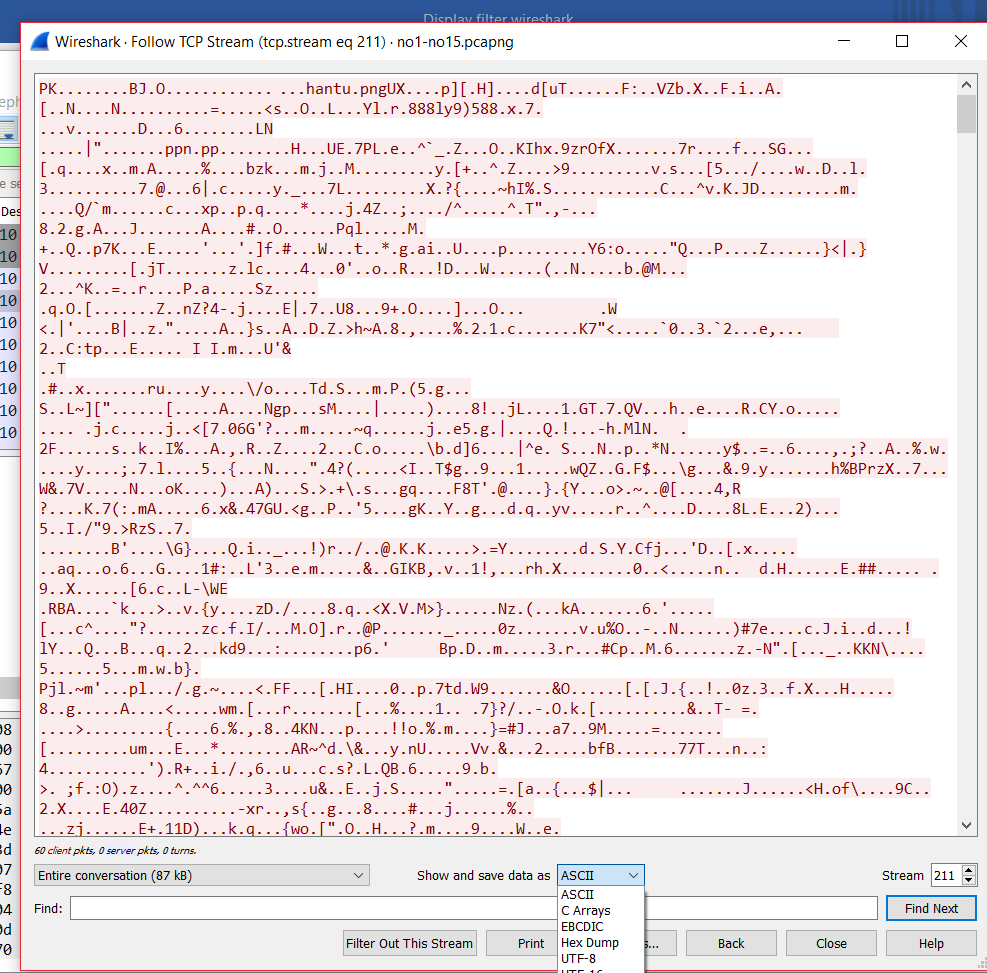 Display filter wireshark
Wireshark · Follow TCP Stream (tcp.stream eq 211) · no1-no15.pcapng
PK........BJ.O............ ...hantu.pngUX....p][.H]....d[uT......F:..VZb.X..F.i..A.
[..N....N.........=.....<s..O..L...Yl.r.888ly9)588.x.7.
...v.......D...6........LN
.....|".......ppn.pp........H...UE.7PL.e..^`_.Z...O..KIhx.9zrOfX.......7r....f...SG...
[.q....x..m.A.....%....bzk...m.j..M.........y.[+..^.Z....>9..........v.s...[5.../....w..D..l.
3..........7.@...6|.c.....y._...7L.........X.?{....~hI%.S.............C...^v.K.JD.........m.
....Q/`m......c...xp..p.q....*....j.4Z..;..../^.....^.T".,-...
8.2.g.A...J.......A....#..O......Pql.....M.
+..Q..p7K...E.....'...'.]f.#...W...t..*.g.ai..U....p.........Y6:o....."Q...P....Z......}<|.}
V.........[.jT.......z.lc....4...0'..o..R...!D...W......(..N.....b.@M...
2...^K..=..r....P.a.....Sz.....
.q.O.[.......Z..nZ?4-.j....E|.7..U8...9+.O....]...O... .W
<.|'....B|..z.".....A..}s..A..D.Z.>h~A.8.,....%.2.1.c.......K7"<.....`0..3.`2...e,...
2..C:tp...E..... I I.m...U'&
..T
.#..x.......ru....y....\/o....Td.S...m.P.(5.g...
S..L~]["......[.....A....Ngp...sM....|.....)....8!..jL....1.GT.7.QV...h..e....R.CY.o.....
.... .j.c.....j..<[7.06G'?...m.....~q......j..e5.g.|....Q.!...-h.MlN. .
2F......s..k..I%...A.,.R..Z....2...C.o.....\b.d]6....|^e. S...N..p..*N......y$..=..6....,.;?..A..%.w.
....y....;.7.l....5..{...N....".4?(.....<I..T$g..9...1.....wQZ..G.F$...\g...&.9.y.......h%BPrzX..7...
W&.7V.....N...oK....)...A)...S.>.+\.s...gq....F8T'.@....}.{Y...o>.~..@[....4,R
?....K.7(:.mA.....6.x&.47GU.<g..P..'5....gK..Y..g...d.q..yv.....r..^....D....8L.E...2)...
5..I./"9.>RzS..7.
........B'....\G}....Q.i.._...!)r../..@.K.K.....>.=Y........d.S.Y.Cfj...'D..[.x.....
..aq...o.6...G....1#:..L'3..e.m.....&..GIKB,.v..1!,...rh.X........0..<.....n.. d.H......E.##..... .
9..X......[6.c..L-\WE
.RBA....`k...>..v.{y....zD./....8.q..<X.V.M>}......Nz.(...kA.......6.'.....
[...c^...."?......zc.f.I/...M.O].r..@P......._.....0z.......v.u%O..-..N......)#7e....c.J.i..d...!
lY...Q...B...q..2...kd9...:........p6.' Bp.D..m.....3.r...#Cp..M.6.......z.-N".[..._..KKN\....
5......5...m.w.b}.
Pjl.~m'...pl.../.g.~....<.FF...[.HI....0..p.7td.W9.......&O......[.[.J.{..!..0z.3..f.X...H.....
8..g.....A....<.....wm.[...r.......[...%....1.. .7}?/..-.O.k.[.........&..T- =.
....>.........{....6.%.,.8..4KN...p....!!o.%.m....}=#J...a7..9M.....=.......
[.........um...E...*........AR~^d.\&...y.nU.....Vv.&...2.....bfB.......77T...n..:
4...........').R+..i./.,6..u...c.s?.L.QB.6.....9.b.
>. ;f.:O).z....^.^^6.....3....u&..E..j.S.....".....=.[a..{...$|... .......J......<H.of\....9C..
2.X....E.40Z...........-xr..,s{..g...8....#...j......%..
...zj......E+.11D)...k.q...{wo.[".O..H...?.m....9....W..e.
60 client pkts, 0 server pkts, 0 turns.
Entire conversation (87 kB)
Show and save data as ASCII
Stream 211
ASCII
C Arrays
EBCDIC
Hex Dump
UTF-8
Find:
Find Next
Filter Out This Stream
Print
Back
Close
Help